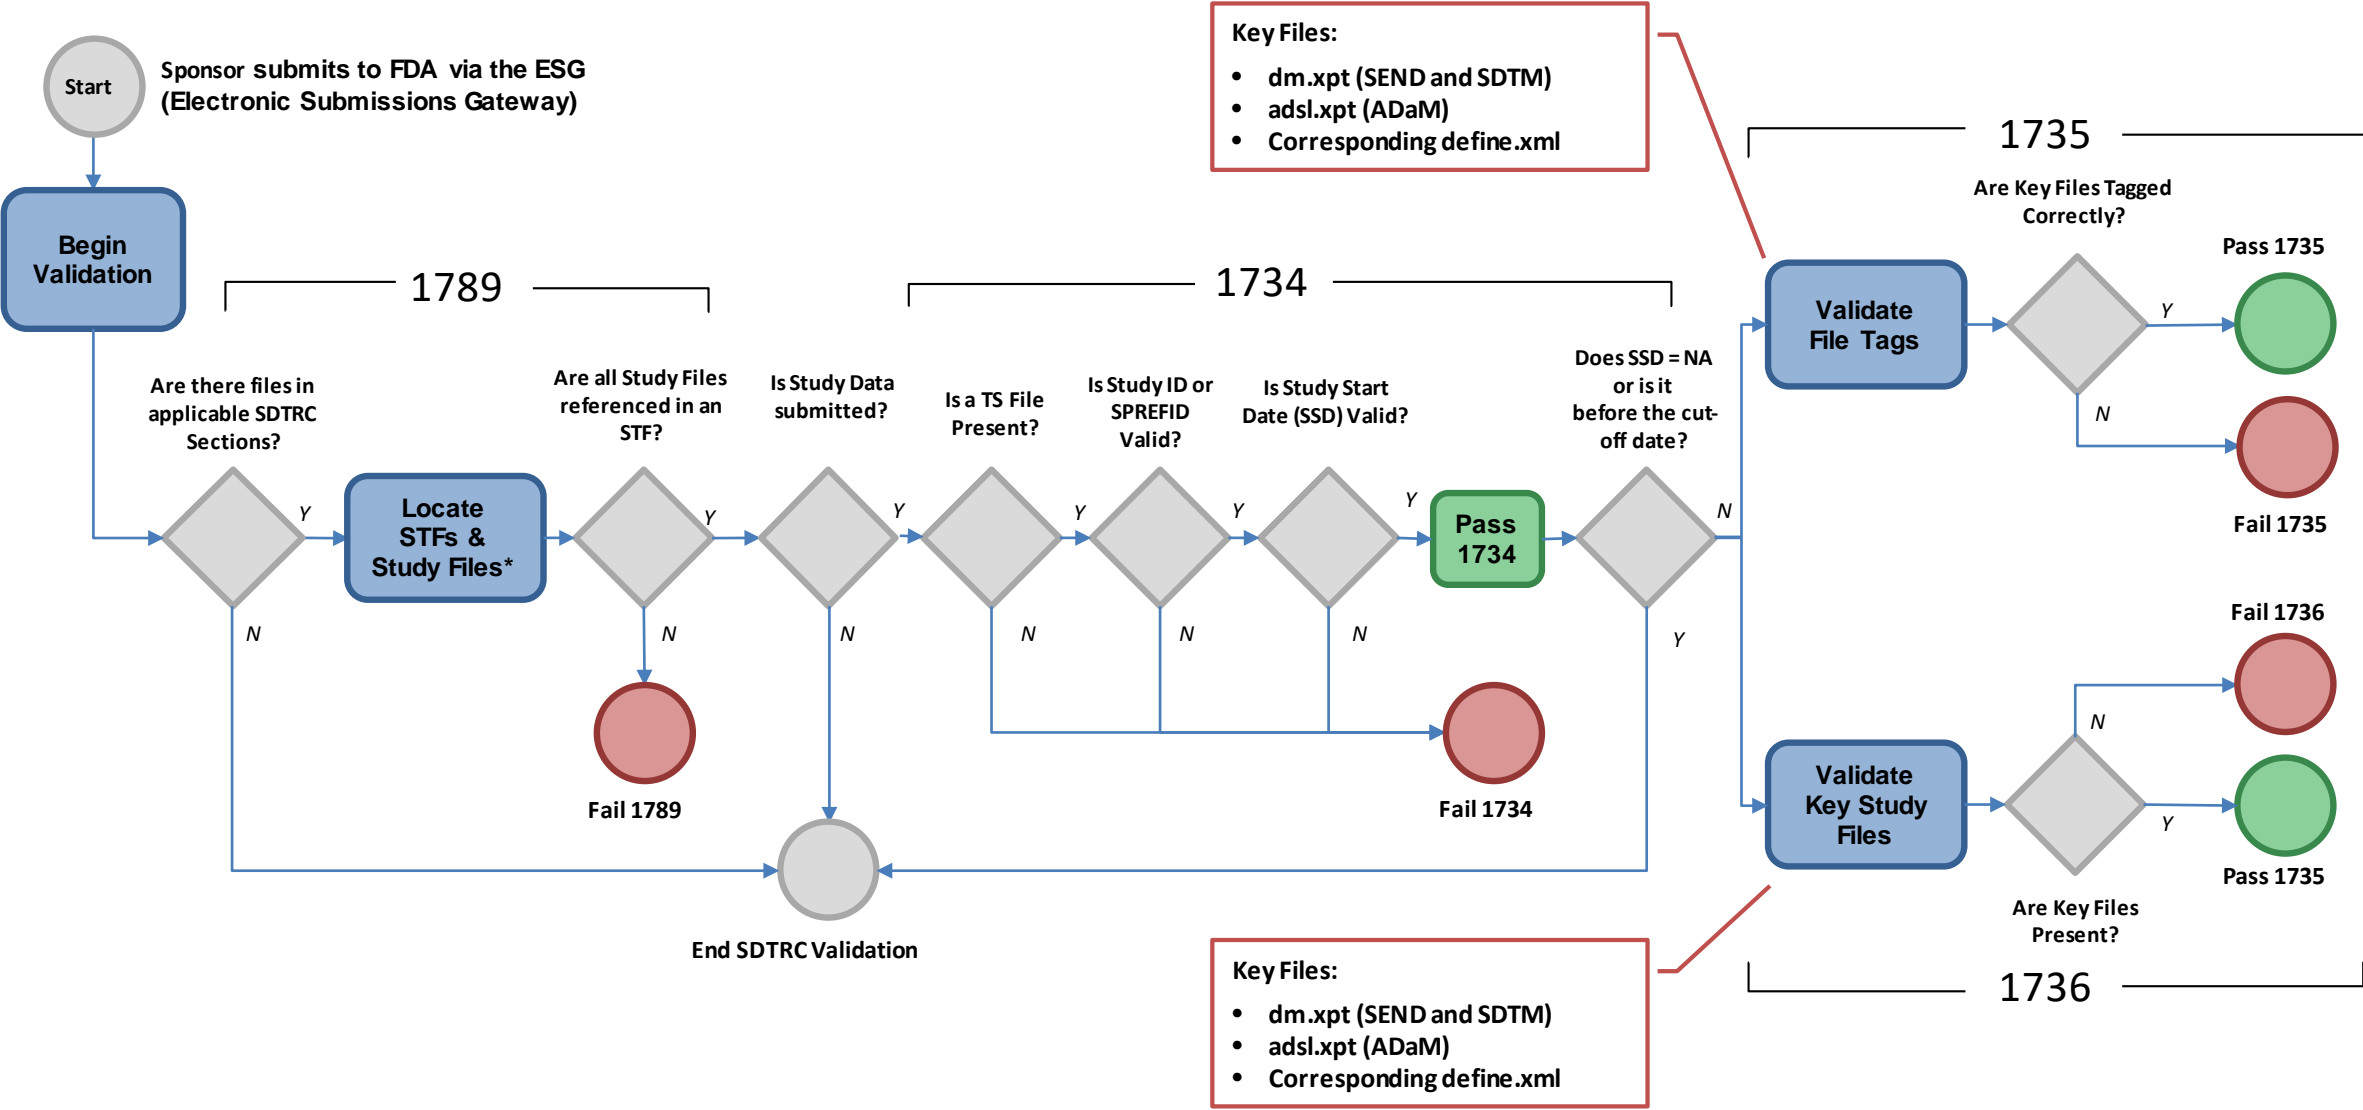 Start
Sponsor submits to FDA via the ESG
(Electronic Submissions Gateway)
Begin
Validation
1789
Are there files in
applicable SDTRC
Sections?
Y
N
Locate
STFs &
Study Files*
Are all Study Files
referenced in an
STF?
Y
N
Fail 1789
Is Study Data
submitted?
Y
N
End SDTRC Validation
1734
Is a TS File
Present?
Y
N
Is Study ID or
SPREFID
Valid?
Y
N
Is Study Start
Date (SSD) Valid?
Y
N
Fail 1734
Pass
1734
Does SSD = NA
or is it
before the cut-
off date?
N
Y
Key Files:
• dm.xpt (SEND and SDTM)
• adsl.xpt (ADaM)
• Corresponding define.xml
1735
Are Key Files Tagged
Correctly?
Validate
File Tags
Y
N
Pass 1735
Fail 1735
Validate
Key Study
Files
Fail 1736
N
Y
Pass 1735
Are Key Files
Present?
1736
Key Files:
• dm.xpt (SEND and SDTM)
• adsl.xpt (ADaM)
• Corresponding define.xml